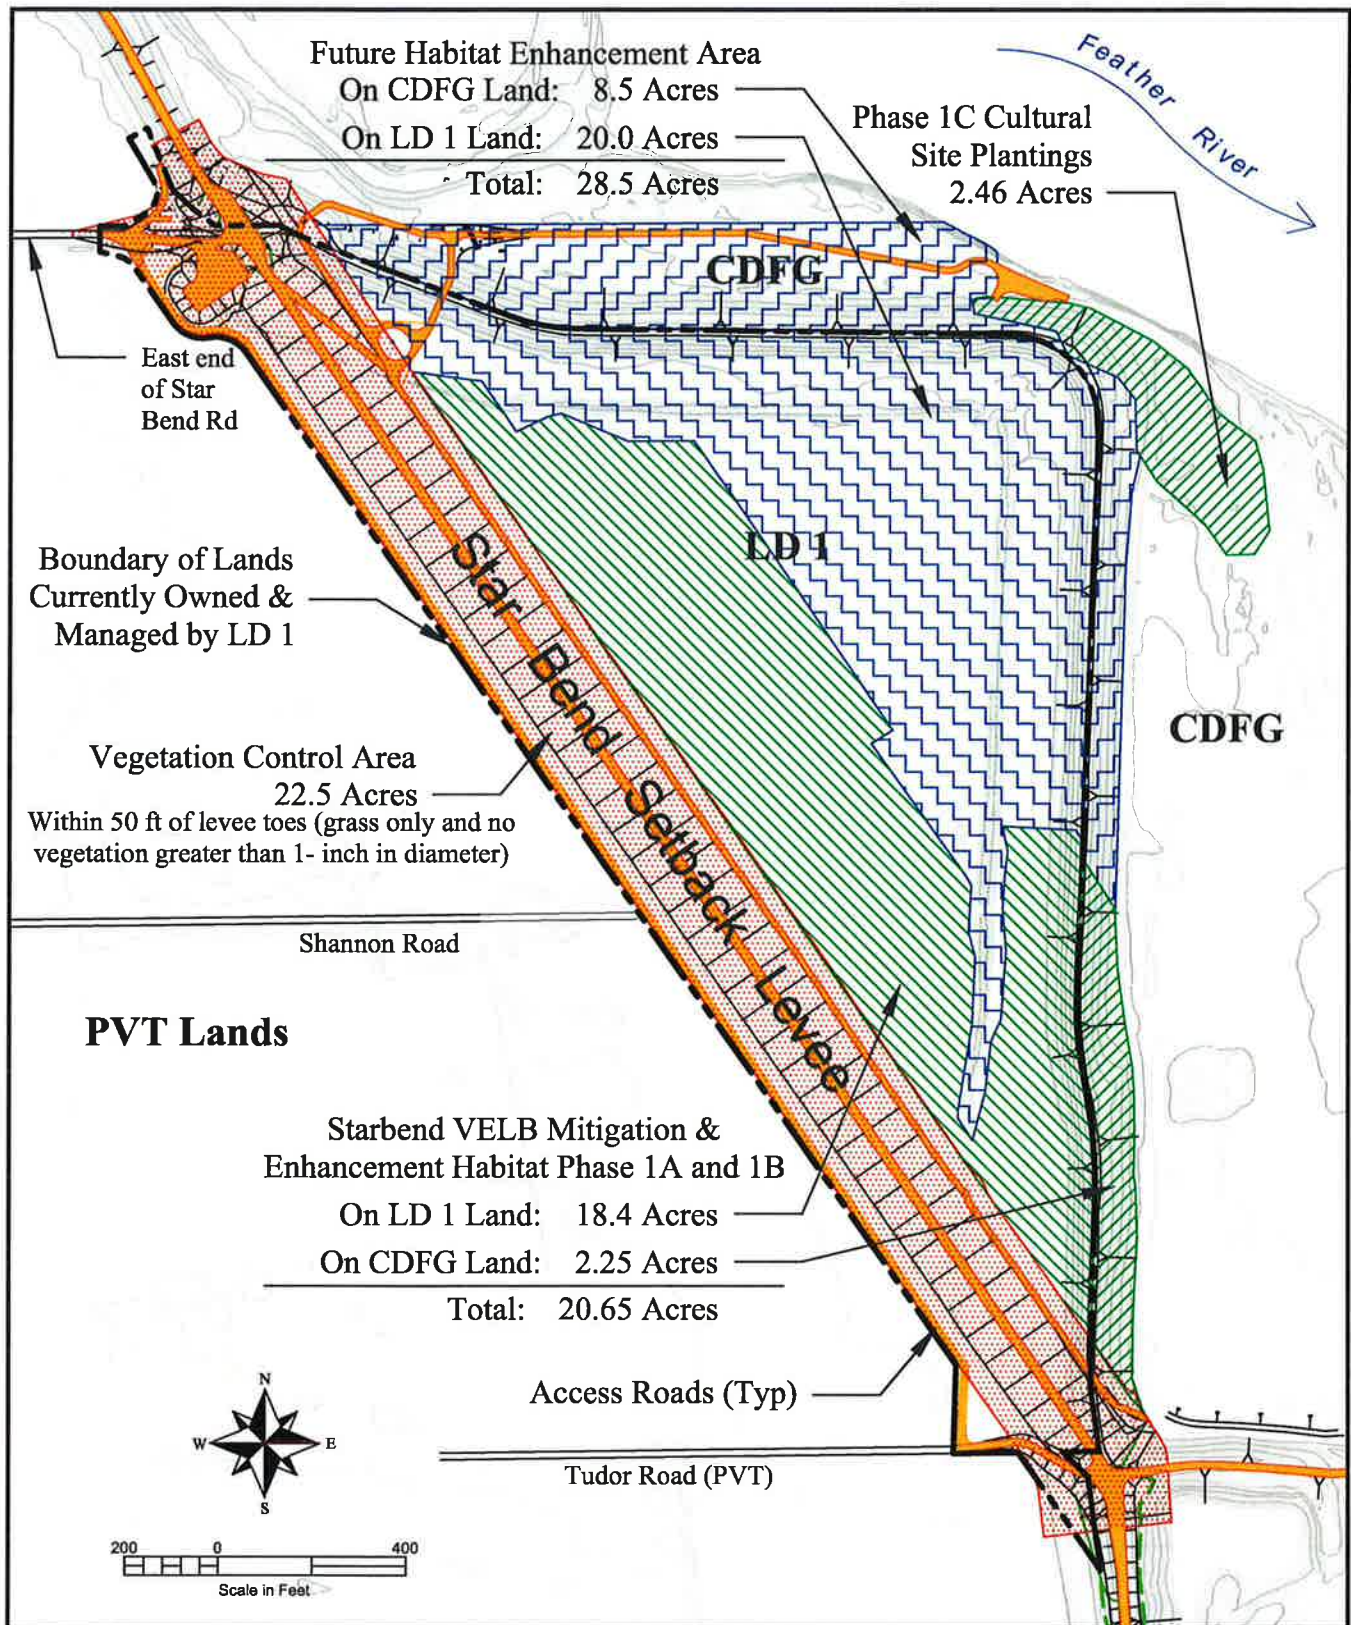 Future Habitat Enhancement Area
On CDFG Land: 8.5 Acres
On LD 1 Land: 20.0 Acres
Total: 28.5 Acres
Feather River
Phase 1C Cultural
Site Plantings
2.46 Acres
CDFG
East end
of Star
Bend Rd
LD 1
Boundary of Lands
Currently Owned &
Managed by LD 1
Star Bend Setback Levee
CDFG
Vegetation Control Area
22.5 Acres
Within 50 ft of levee toes (grass only and no
vegetation greater than 1- inch in diameter)
Shannon Road
PVT Lands
Starbend VELB Mitigation &
Enhancement Habitat Phase 1A and 1B
On LD 1 Land: 18.4 Acres
On CDFG Land: 2.25 Acres
Total: 20.65 Acres
Access Roads (Typ)
N
W E
S
Tudor Road (PVT)
200 0 400
Scale in Feet